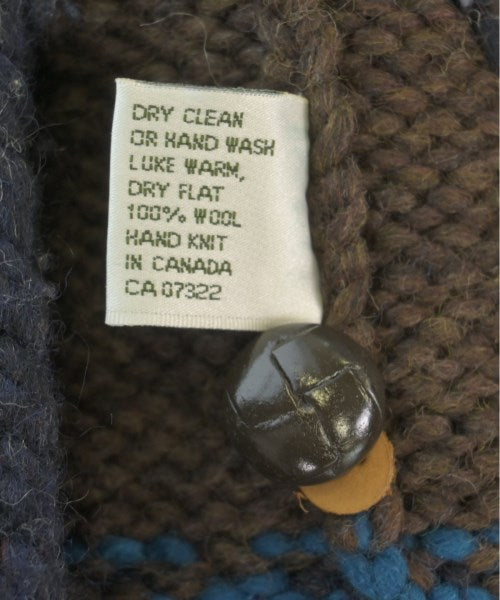 DRY CLEAN
OR HAND WASH
LUKE WARM,
DRY FLAT
100% WOOL
HAND KNIT
IN CANADA
CA 07322